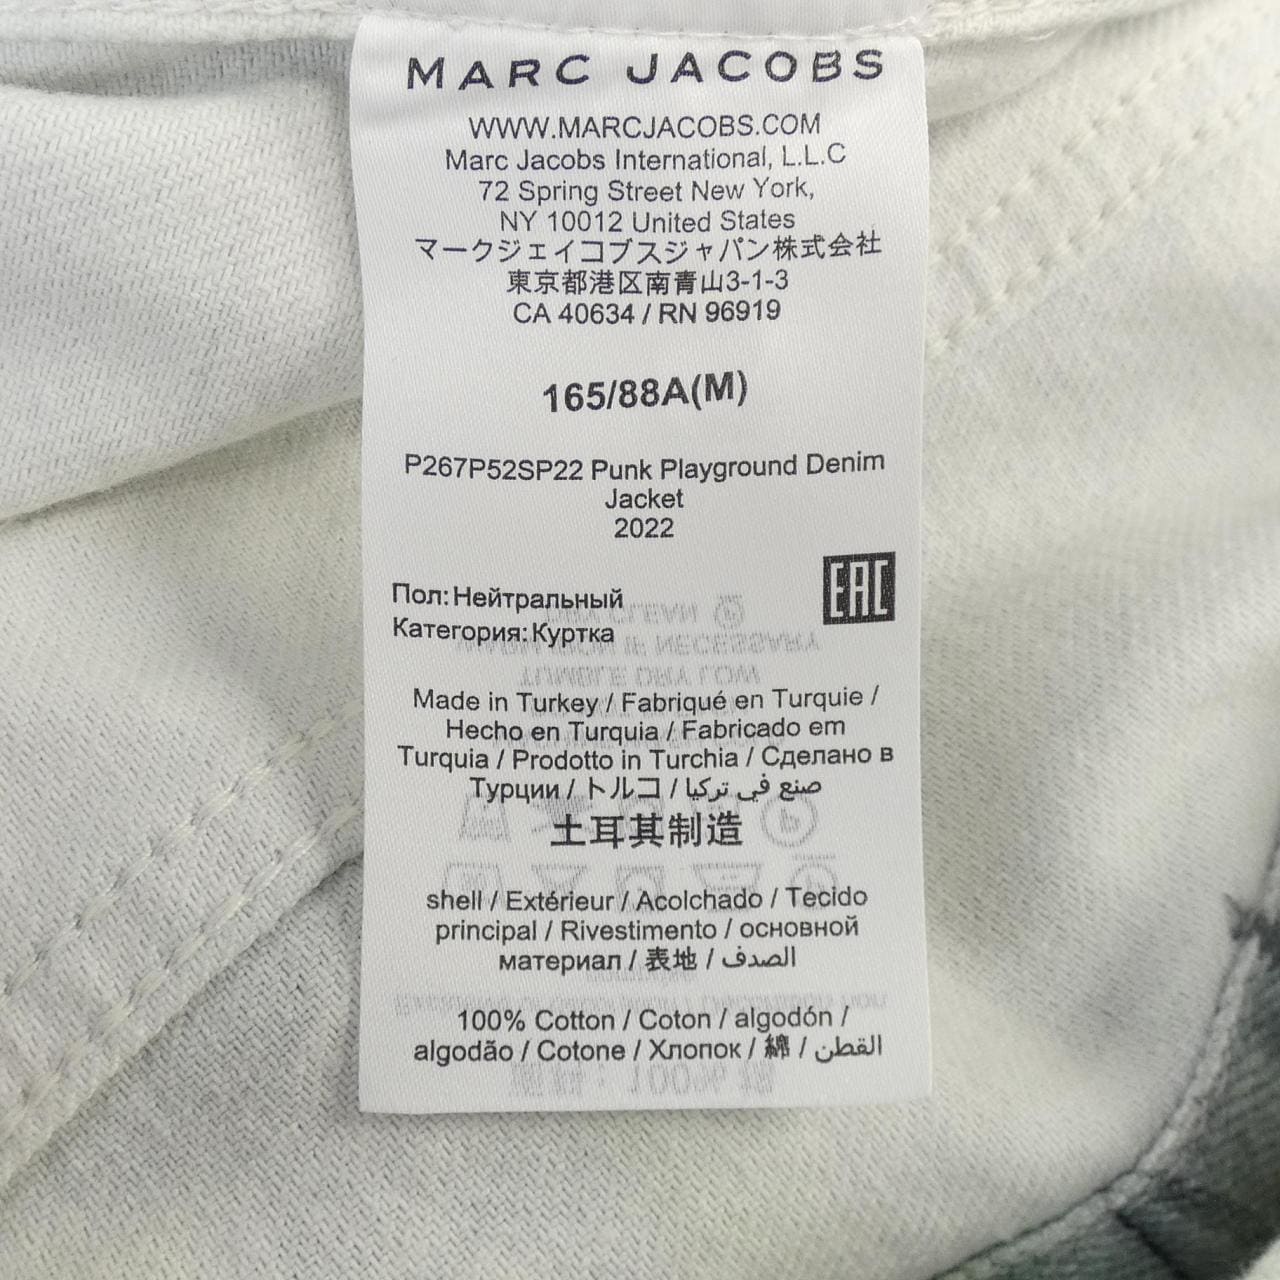 MARC JACOBS
WWW.MARCJACOBS.COM
Marc Jacobs International, L.L.C
72 Spring Street New York,
NY 10012 United States
マークジェイコブスジャパン株式会社
東京都港区南青山3-1-3
CA 40634 / RN 96919
165/88A(M)
P267P52SP22 Punk Playground Denim
Jacket
2022
EAC
Пол: Нейтральный
Категория: Куртка
Made in Turkey / Fabriqué en Turquie /
Hecho en Turquia / Fabricado em
Turquia / Prodotto in Turchia / Сделано в
Турции / トルコ / صنع في تركيا
土耳其制造
shell / Extérieur / Acolchado / Tecido
principal / Rivestimento / основной
материал / 表地 / الصدف
100% Cotton / Coton / algodón /
algodão / Cotone / Хлопок / 綿 / القطن